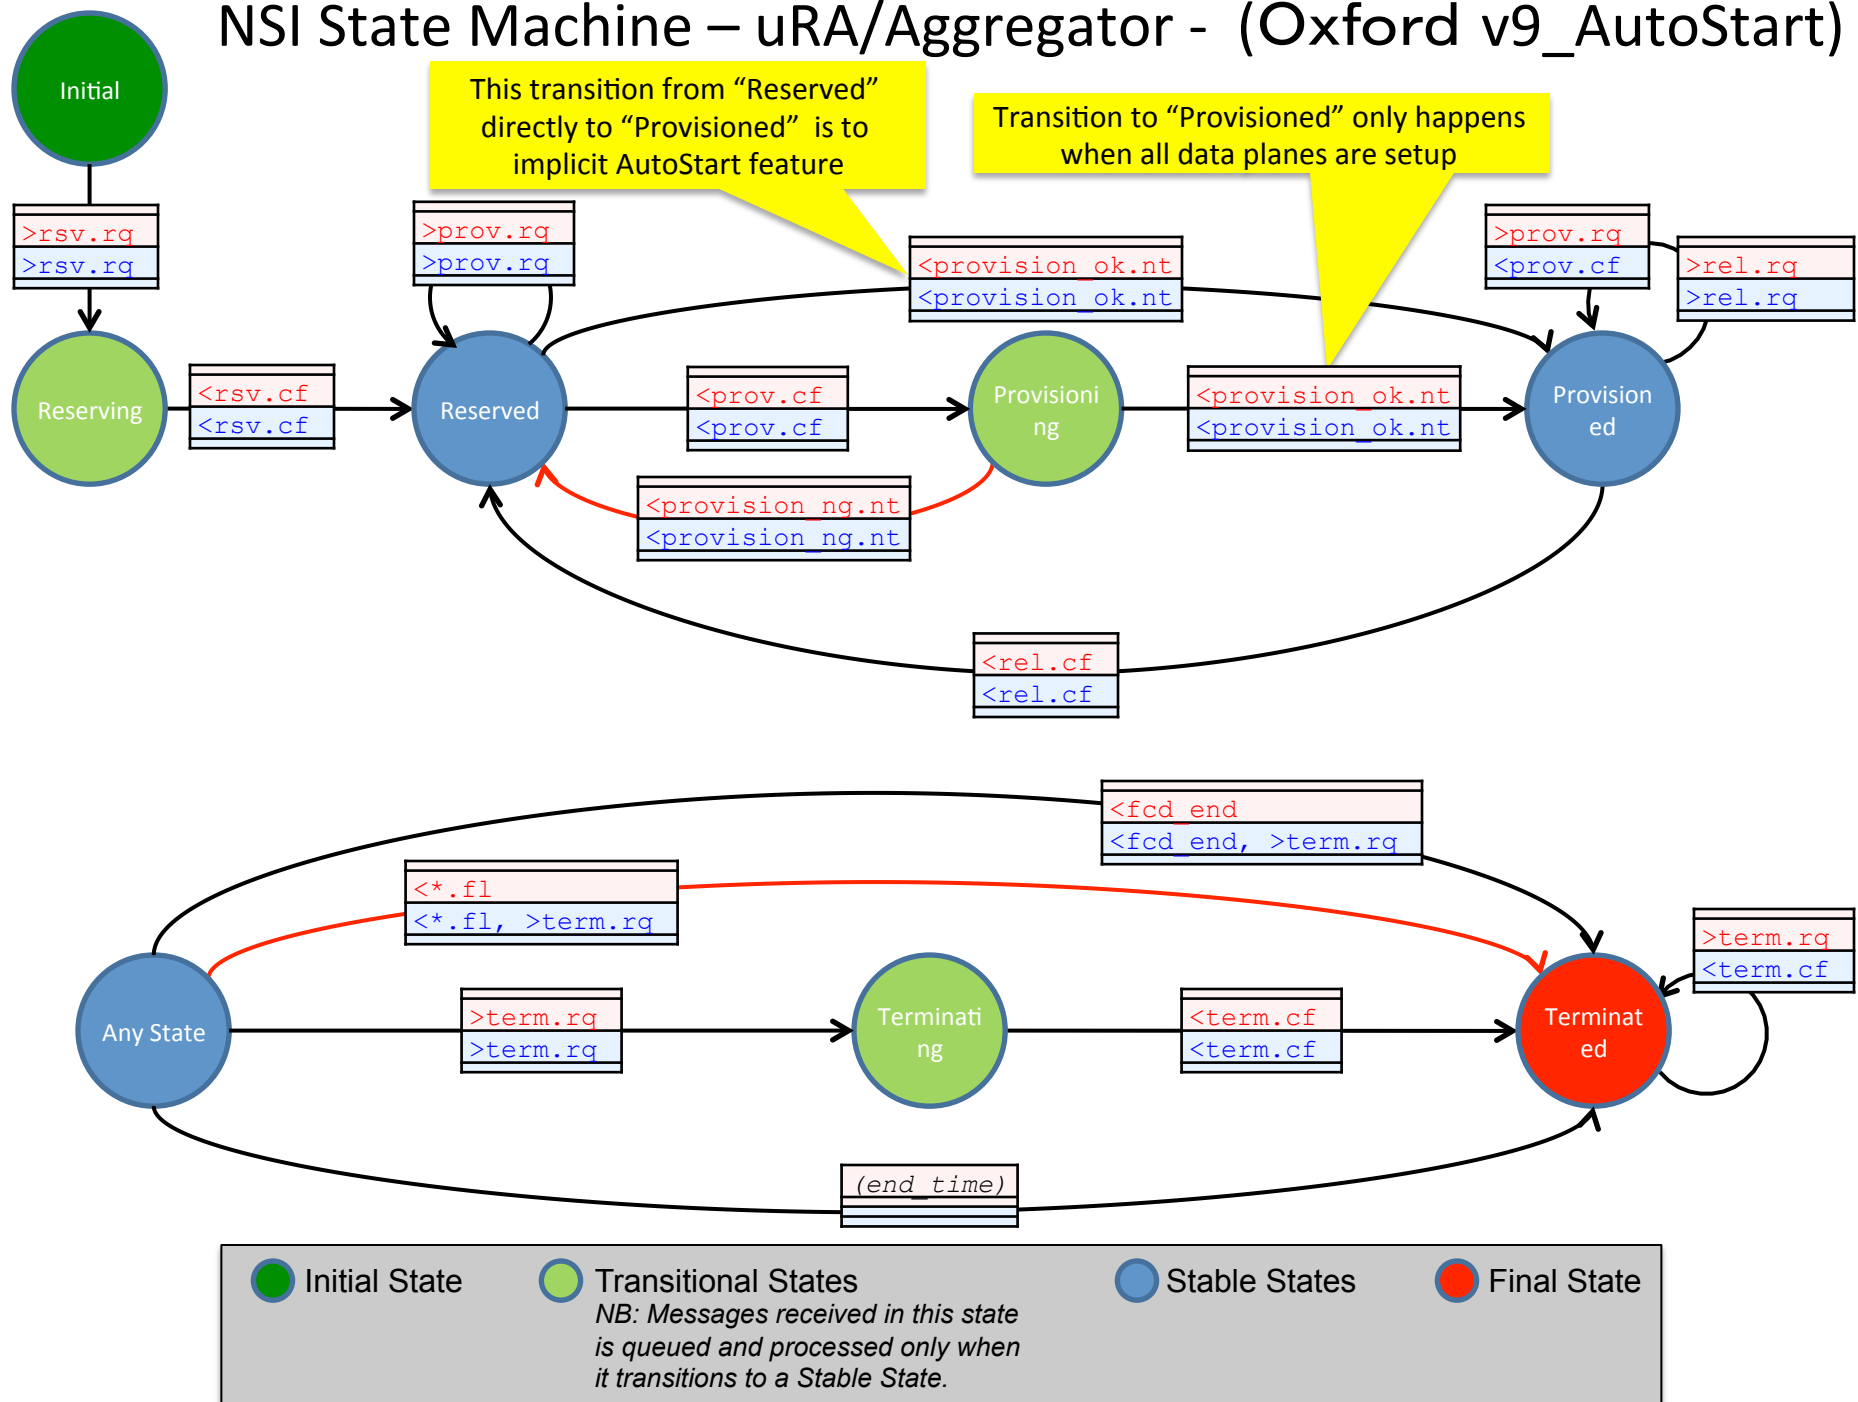 NSI State Machine – uRA/Aggregator - (Oxford v9_AutoStart)
Initial
This transition from “Reserved”
directly to “Provisioned” is to
implicit AutoStart feature
Transition to “Provisioned” only happens
when all data planes are setup
>rsv.rq
>rsv.rq
>prov.rq
>prov.rq
<provision_ok.nt
<provision_ok.nt
>prov.rq
<prov.cf
>rel.rq
>rel.rq
Reserving
<rsv.cf
<rsv.cf
Reserved
<prov.cf
<prov.cf
Provisioni
ng
<provision_ok.nt
<provision_ok.nt
Provision
ed
<provision_ng.nt
<provision_ng.nt
<rel.cf
<rel.cf
<fcd_end
<fcd_end, >term.rq
<*.fl
<*.fl, >term.rq
>term.rq
<term.cf
Any State
>term.rq
>term.rq
Terminati
ng
<term.cf
<term.cf
Terminat
ed
(end_time)
Initial State
Transitional States
NB: Messages received in this state
is queued and processed only when
it transitions to a Stable State.
Stable States
Final State